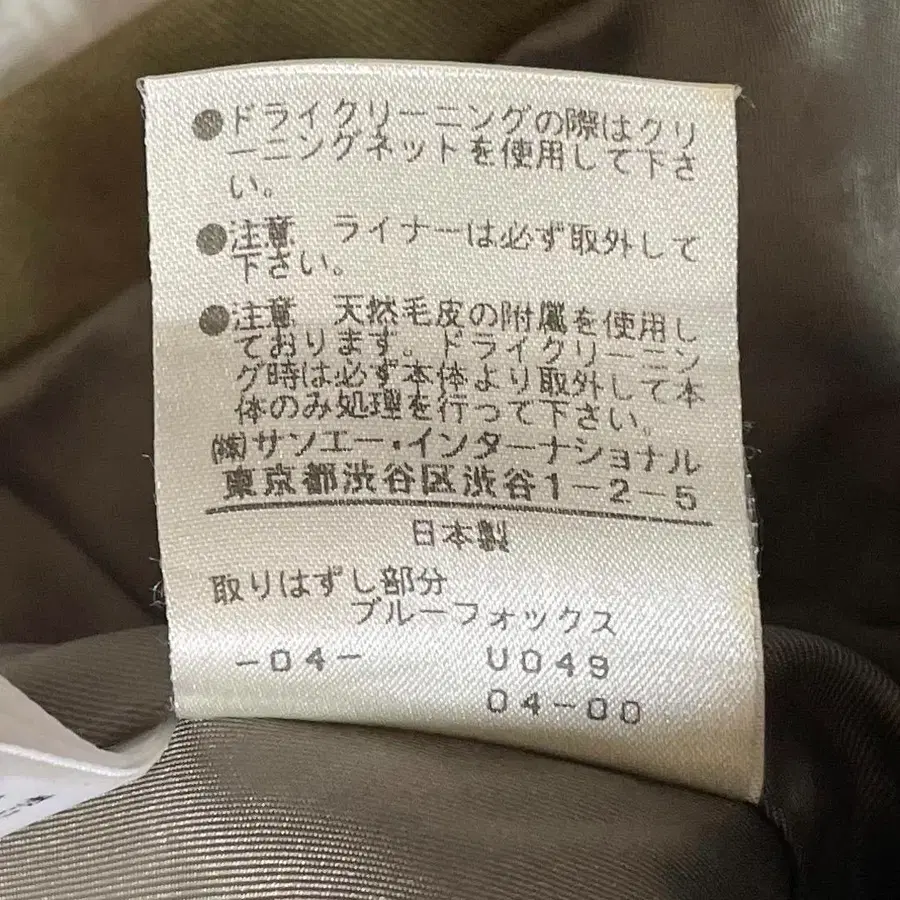 ●ドライクリーニングの際はクリ
ーニングネットを使用して下さ
い。
●注意　ライナーは必ず取外して
下さい。
●注意　天然毛皮の附属を使用し
ております。ドライクリーニン
グ時は必ず本体より取外して本
体のみ処理を行って下さい。
(株)サンエー・インターナショナル
東京都渋谷区渋谷1-2-5
日本製
取りはずし部分
ブルーフォックス
-04- U049
04-00